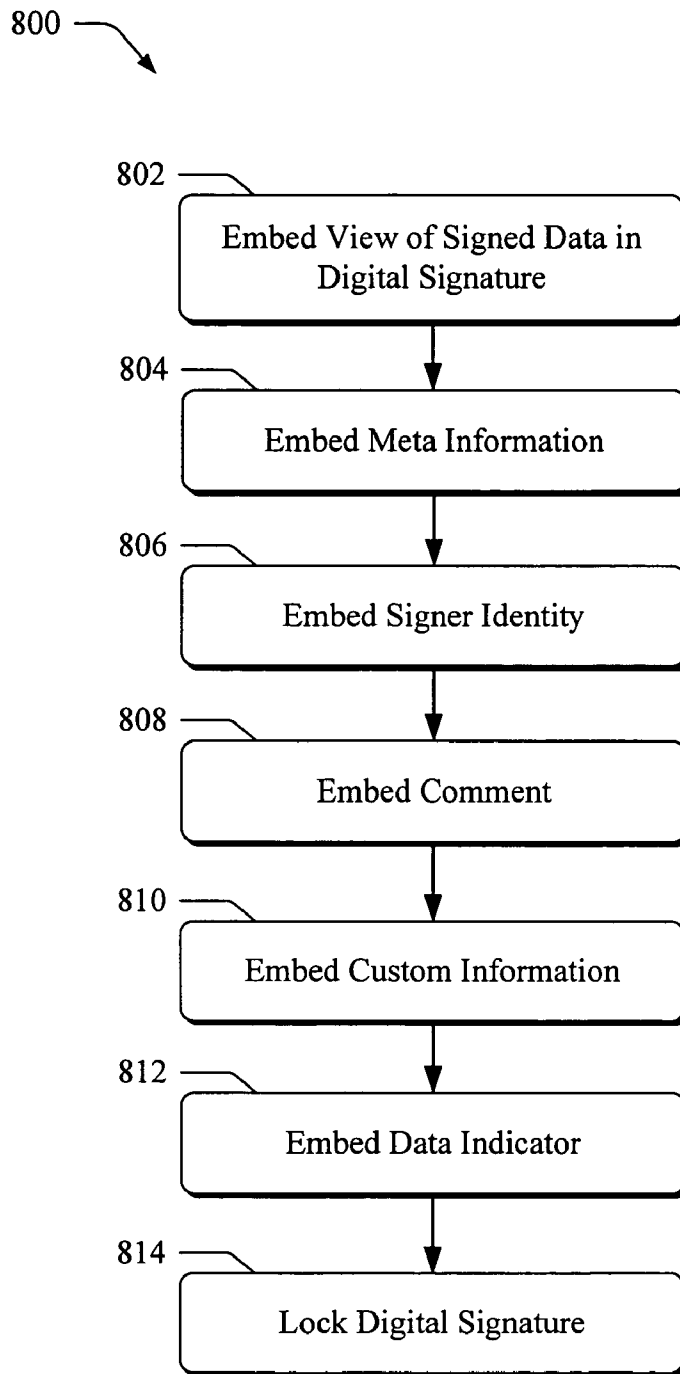 800
802
Embed View of Signed Data in
Digital Signature
804
Embed Meta Information
806
Embed Signer Identity
808
Embed Comment
810
Embed Custom Information
812
Embed Data Indicator
814
Lock Digital Signature